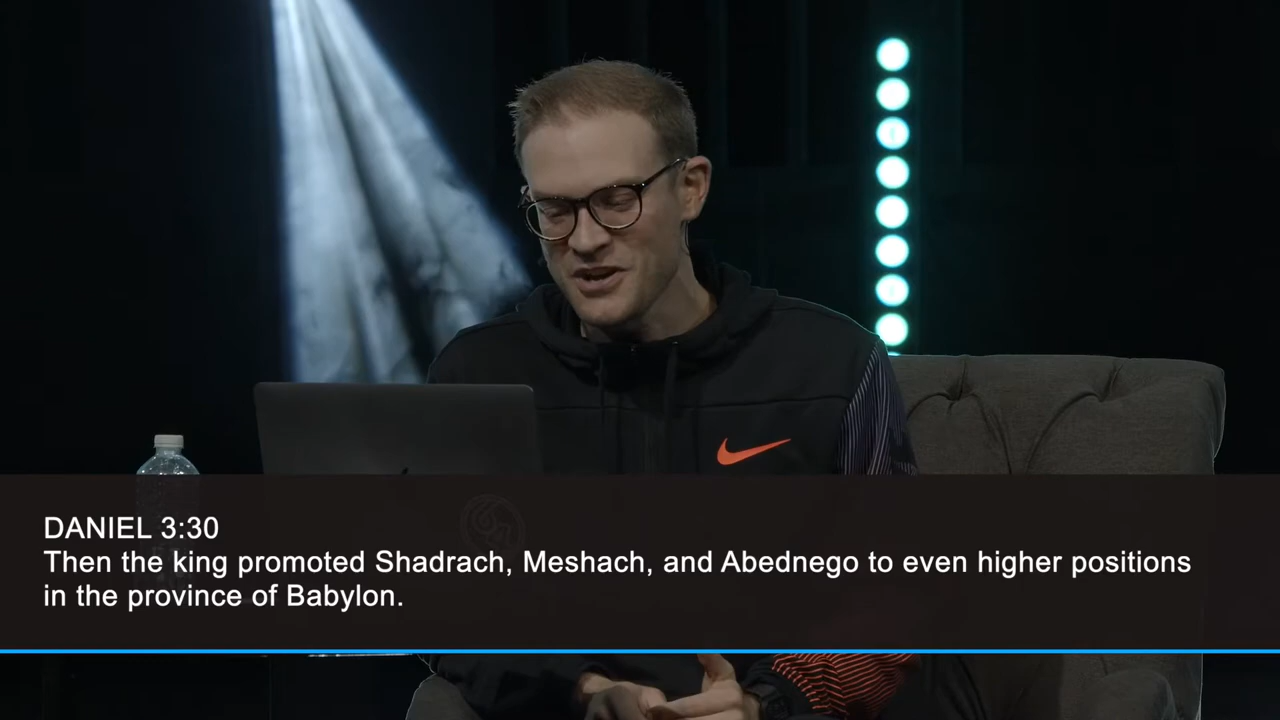 DANIEL 3:30
Then the king promoted Shadrach, Meshach, and Abednego to even higher positions
in the province of Babylon.